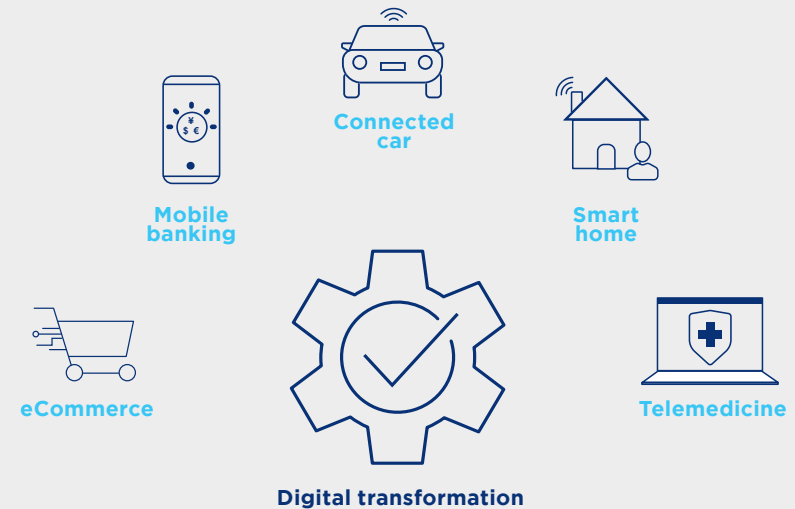 Connected
car
¥
$ €
Mobile
banking
Smart
home
eCommerce
Telemedicine
Digital transformation